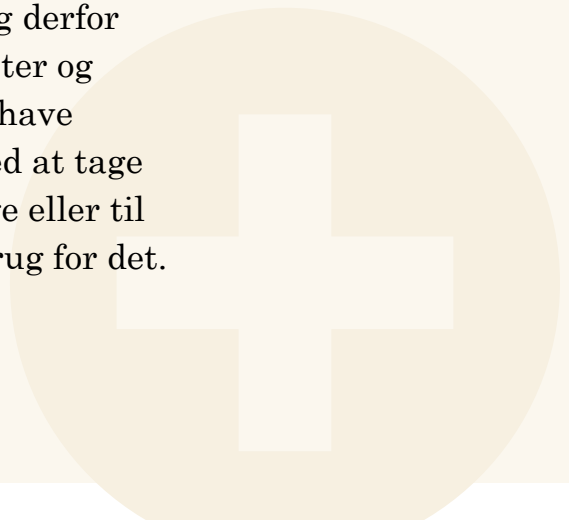 g derfor
ter og
have
ed at tage
e eller til
rug for det.